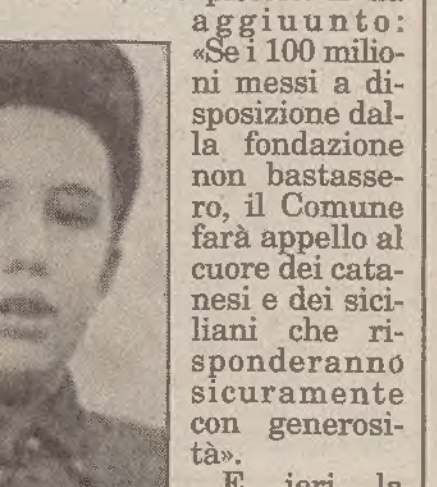 aggiuunto:
«Se i 100 milio-
ni messi a di-
sposizione dal-
la fondazione
non bastasse-
ro, il Comune
farà appello al
cuore dei cata-
nesi e dei sici-
liani che ri-
sponderanno
sicuramente
con generosi-
tà».
E ieri la